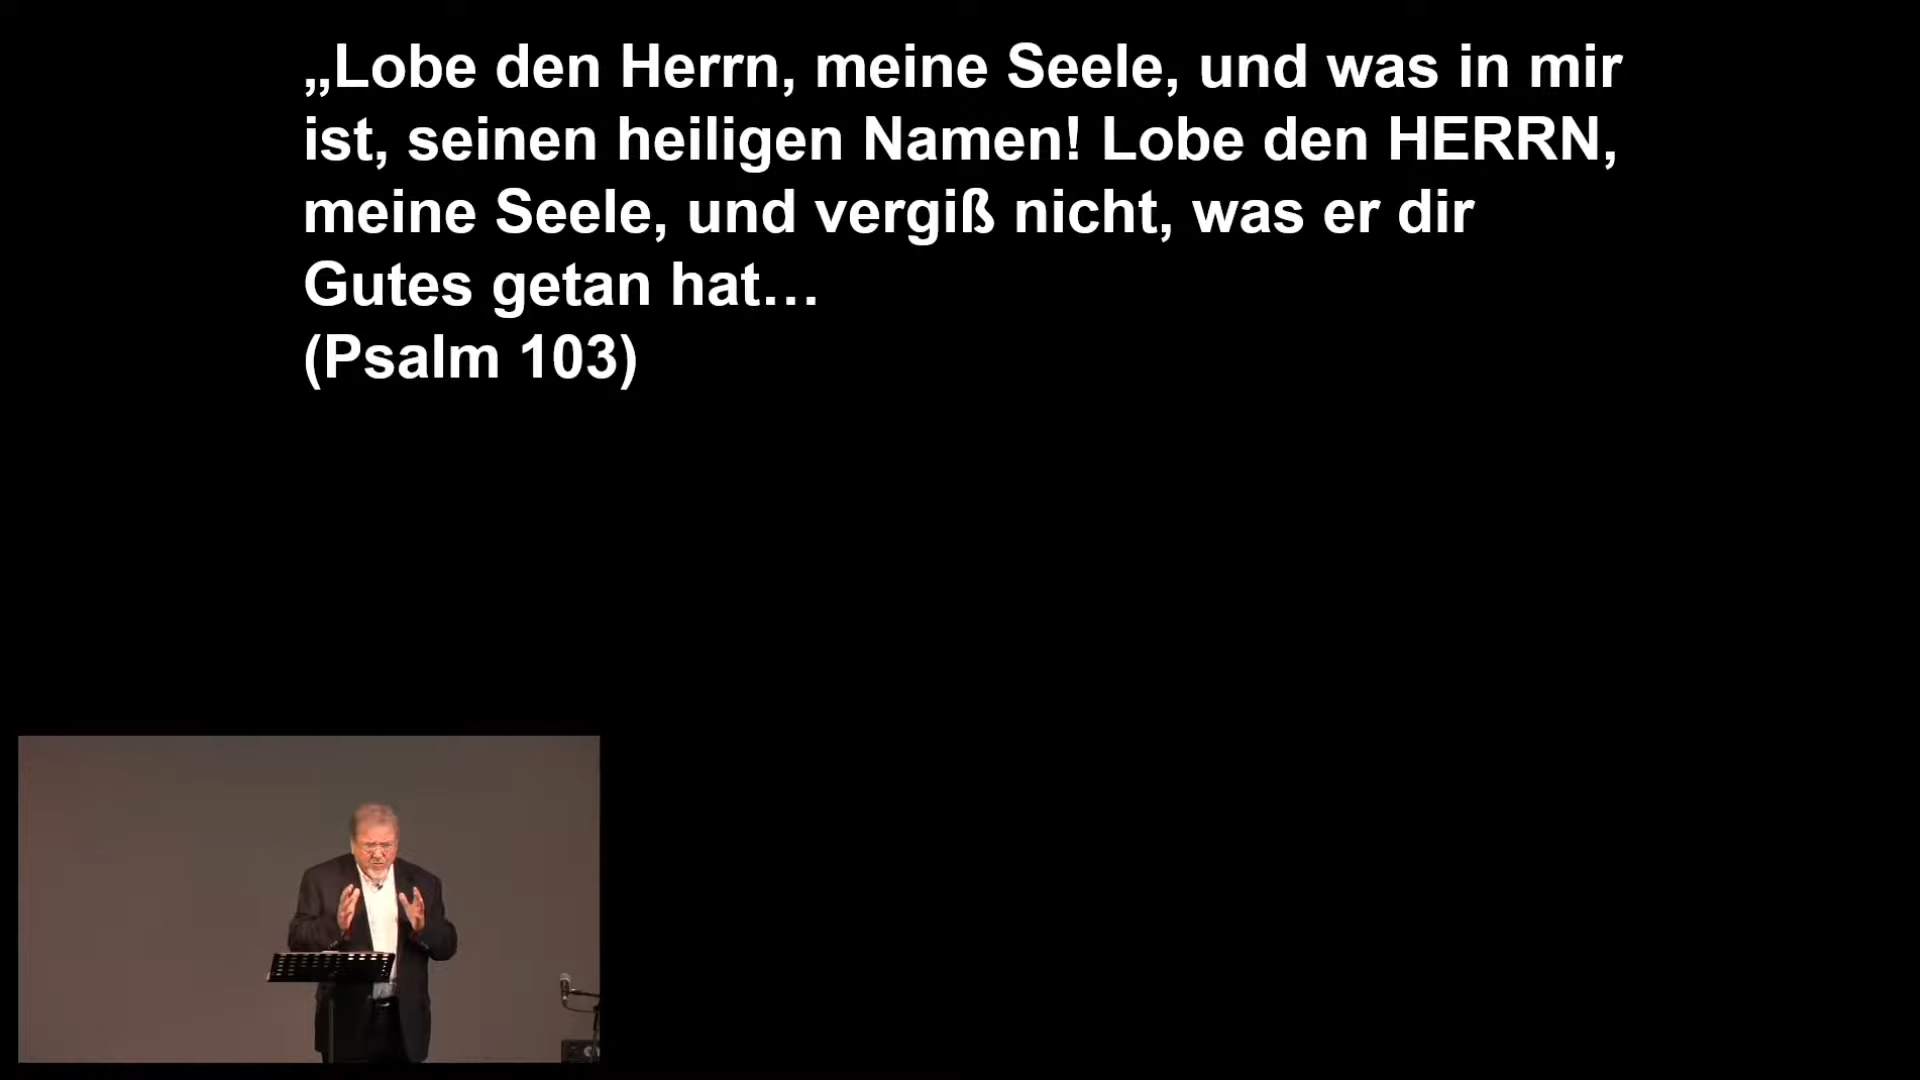 „Lobe den Herrn, meine Seele, und was in mir
ist, seinen heiligen Namen! Lobe den HERRN,
meine Seele, und vergiß nicht, was er dir
Gutes getan hat…
(Psalm 103)